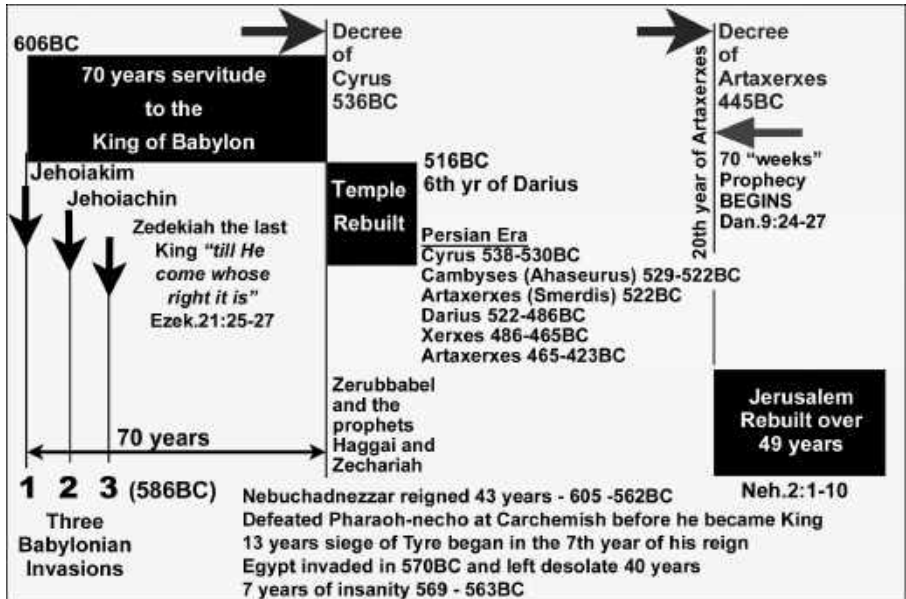 606BC
70 years servitude
to the
King of Babylon
Decree
of
Cyrus
536BC
20th year of Artaxerxes
Decree
of
Artaxerxes
445BC
70 “weeks”
Prophecy
BEGINS
Dan.9:24-27
Jehoiakim
Jehoiachin
Zedekiah the last
King “till He
come whose
right it is”
Ezek.21:25-27
Temple
Rebuilt
516BC
6th yr of Darius
Persian Era
Cyrus 538-530BC
Cambyses (Ahaseurus) 529-522BC
Artaxerxes (Smerdis) 522BC
Darius 522-486BC
Xerxes 486-465BC
Artaxerxes 465-423BC
Zerubbabel
and the
prophets
Haggai and
Zechariah
Jerusalem
Rebuilt over
49 years
Neh.2:1-10
70 years
1 2 3 (586BC)
Three
Babylonian
Invasions
Nebuchadnezzar reigned 43 years - 605 -562BC
Defeated Pharaoh-necho at Carchemish before he became King
13 years siege of Tyre began in the 7th year of his reign
Egypt invaded in 570BC and left desolate 40 years
7 years of insanity 569 - 563BC